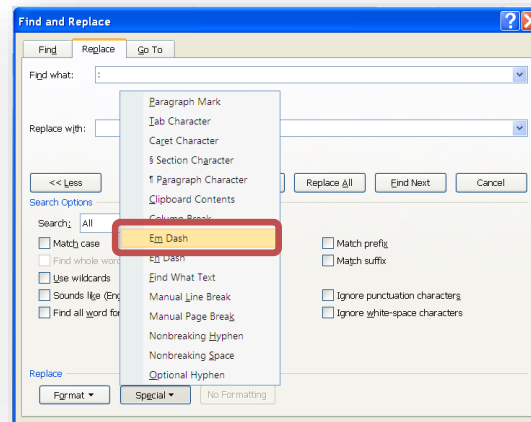 Find and Replace
Find Replace Go To
Find what: :
Replace with:
<< Less Replace All Find Next Cancel
Search Options
Search: All
Match case Match prefix
Find whole word Match suffix
Use wildcards
Sounds like (Eng Ignore punctuation characters
Find all word for Ignore white-space characters
Paragraph Mark
Tab Character
Caret Character
§ Section Character
¶ Paragraph Character
Clipboard Contents
Column Break
Em Dash
En Dash
Find What Text
Manual Line Break
Manual Page Break
Nonbreaking Hyphen
Nonbreaking Space
Optional Hyphen
Replace
Format Special No Formatting